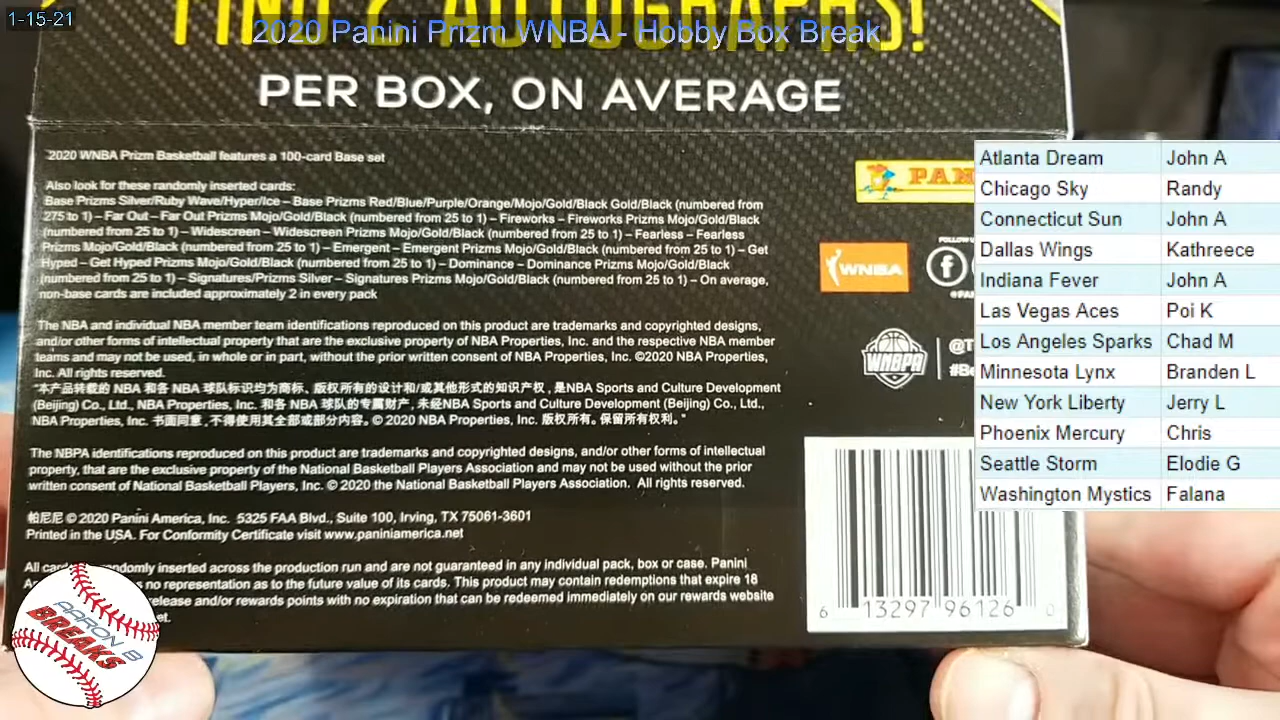 1-15-21
2020 Panini Prizm WNBA - Hobby Box Break
FIND 2 AUTOGRAPHS!
PER BOX, ON AVERAGE
2020 WNBA Prizm Basketball features a 100-card Base set
Also look for these randomly inserted cards:
Base Prizms Silver/Ruby Wave/Hyper/Ice – Base Prizms Red/Blue/Purple/Orange/Mojo/Gold/Black Gold/Black (numbered from
275 to 1) – Far Out – Far Out Prizms Mojo/Gold/Black (numbered from 25 to 1) – Fireworks – Fireworks Prizms Mojo/Gold/Black
(numbered from 25 to 1) – Widescreen – Widescreen Prizms Mojo/Gold/Black (numbered from 25 to 1) – Fearless – Fearless
Prizms Mojo/Gold/Black (numbered from 25 to 1) – Emergent – Emergent Prizms Mojo/Gold/Black (numbered from 25 to 1) – Get
Hyped – Get Hyped Prizms Mojo/Gold/Black (numbered from 25 to 1) – Dominance – Dominance Prizms Mojo/Gold/Black
(numbered from 25 to 1) – Signatures/Prizms Silver – Signatures Prizms Mojo/Gold/Black (numbered from 25 to 1) – On average,
non-base cards are included approximately 2 in every pack
The NBA and individual NBA member team identifications reproduced on this product are trademarks and copyrighted designs,
and/or other forms of intellectual property that are the exclusive property of NBA Properties, Inc. and the respective NBA member
teams and may not be used, in whole or in part, without the prior written consent of NBA Properties, Inc. ©2020 NBA Properties,
Inc. All rights reserved.
"本产品转载的 NBA 和各 NBA 球队标识均为商标、版权所有的设计和/或其他形式的知识产权，是NBA Sports and Culture Development
(Beijing) Co., Ltd., NBA Properties, Inc. 和各 NBA 球队的专属财产，未经NBA Sports and Culture Development (Beijing) Co., Ltd.,
NBA Properties, Inc. 书面同意，不得使用其全部或部分内容。© 2020 NBA Properties, Inc. 版权所有。保留所有权利。"
The NBPA identifications reproduced on this product are trademarks and copyrighted designs, and/or other forms of intellectual
property, that are the exclusive property of the National Basketball Players Association and may not be used without the prior
written consent of National Basketball Players, Inc. © 2020 the National Basketball Players Association. All rights reserved.
帕尼尼 © 2020 Panini America, Inc. 5325 FAA Blvd., Suite 100, Irving, TX 75061-3601
Printed in the USA. For Conformity Certificate visit www.paniniamerica.net
All randomly inserted across the production run and are not guaranteed in any individual pack, box or case. Panini
no representation as to the future value of its cards. This product may contain redemptions that expire 18
release and/or rewards points with no expiration that can be redeemed immediately on our rewards website
PAN
WNBA
FOLLOW
WNBPA
6 13297 96126 0
Atlanta Dream John A
Chicago Sky Randy
Connecticut Sun John A
Dallas Wings Kathreece
Indiana Fever John A
Las Vegas Aces Poi K
Los Angeles Sparks Chad M
Minnesota Lynx Branden L
New York Liberty Jerry L
Phoenix Mercury Chris
Seattle Storm Elodie G
Washington Mystics Falana
AARON B
BREAKS